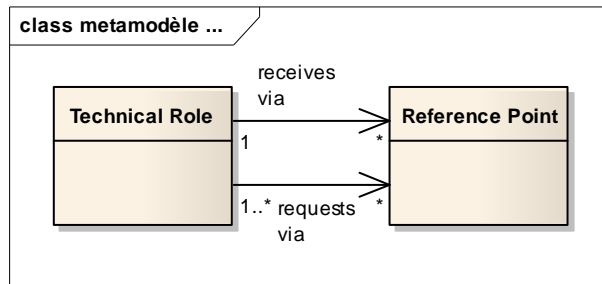 class metamodèle ...
receives
via
Technical Role
Reference Point
1
*
1..*
requests
via
*